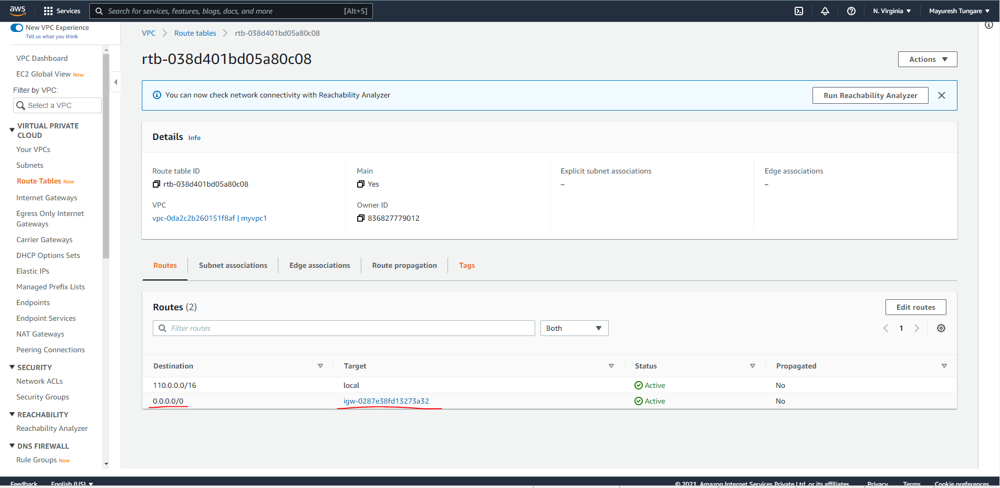 aws Services Search for services, features, blogs, docs, and more [Alt+S] N. Virginia Mayuresh Tungare
New VPC Experience
Tell us what you think
VPC Dashboard
EC2 Global View New
Filter by VPC:
Select a VPC
VIRTUAL PRIVATE
CLOUD
Your VPCs
Subnets
Route Tables New
Internet Gateways
Egress Only Internet
Gateways
Carrier Gateways
DHCP Options Sets
Elastic IPs
Managed Prefix Lists
Endpoints
Endpoint Services
NAT Gateways
Peering Connections
SECURITY
Network ACLs
Security Groups
REACHABILITY
Reachability Analyzer
DNS FIREWALL
Rule Groups New
VPC Route tables rtb-038d401bd05a80c08
rtb-038d401bd05a80c08
Actions
You can now check network connectivity with Reachability Analyzer
Run Reachability Analyzer
Details Info
Route table ID
rtb-038d401bd05a80c08
VPC
vpc-0da2c2b260151f8af | myvpc1
Main
Yes
Owner ID
836827779012
Explicit subnet associations
–
Edge associations
–
Routes Subnet associations Edge associations Route propagation Tags
Routes (2)
Edit routes
Filter routes Both 1
Destination Target Status Propagated
110.0.0.0/16 local Active No
0.0.0.0/0 igw-0287e38fd13273a32 Active No
Feedback English (US) © 2021, Amazon Internet Services Private Ltd. or its affiliates. Privacy Terms Cookie preferences